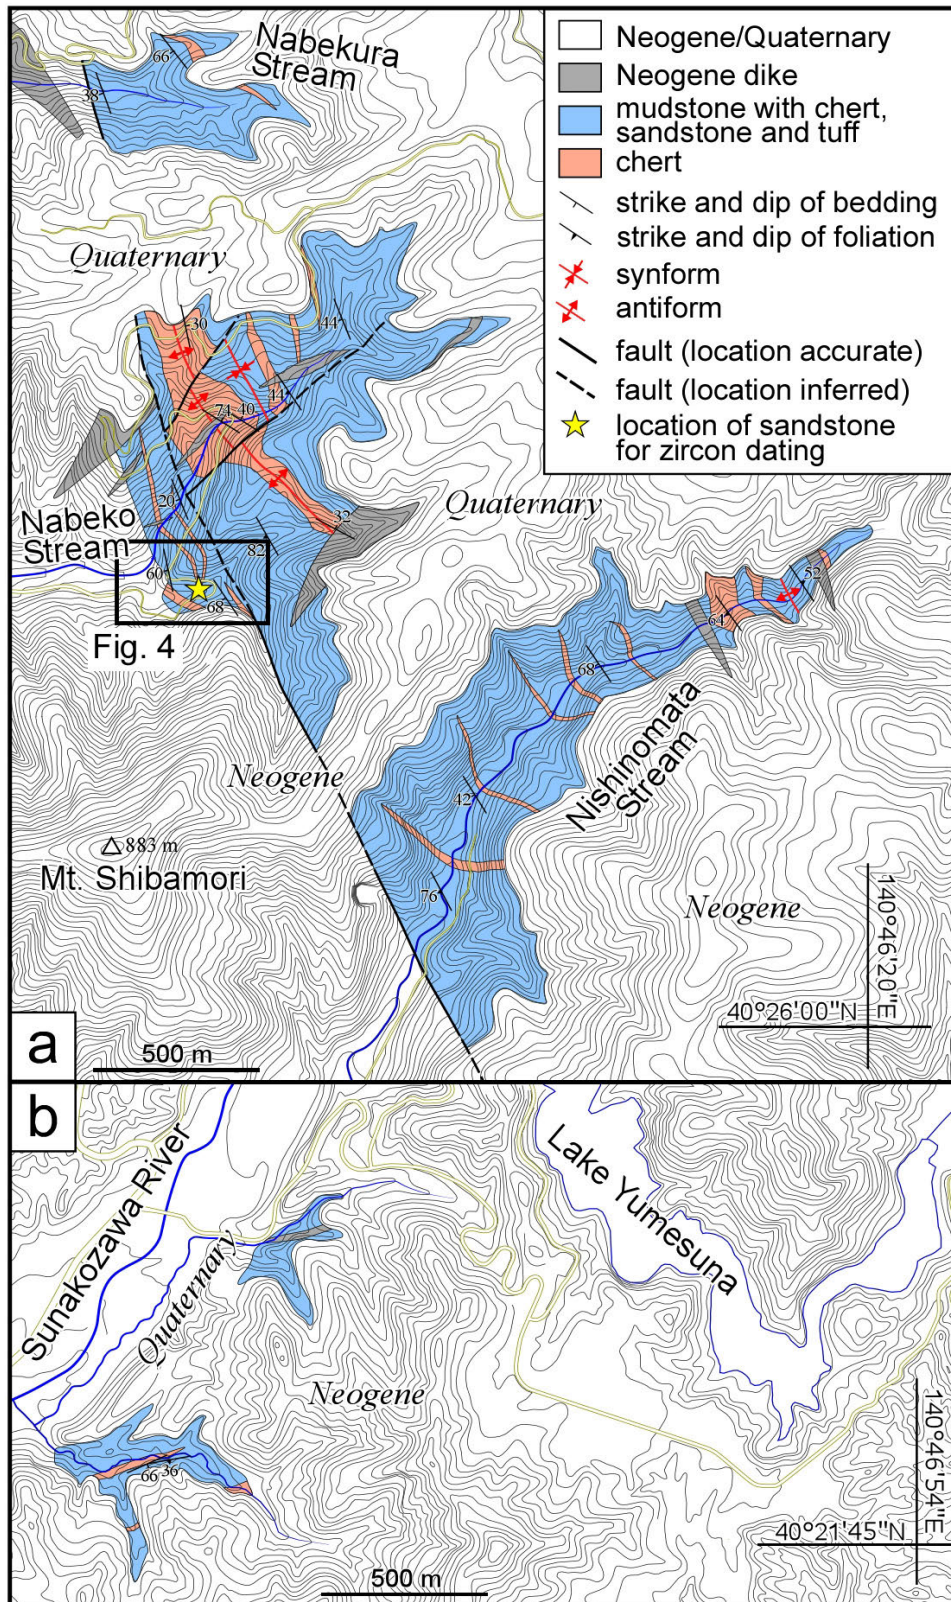 Nabekura
Stream
66
38
Neogene/Quaternary
Neogene dike
mudstone with chert,
sandstone and tuff
chert
strike and dip of bedding
strike and dip of foliation
synform
antiform
fault (location accurate)
fault (location inferred)
location of sandstone
for zircon dating
Quaternary
30
44
44
74
40
Quaternary
32
20
Nabeko
Stream
82
60
68
Fig. 4
52
64
68
Nishinomata
Stream
Neogene
42
883 m
Mt. Shibamori
76
Neogene
140°46'20"E
40°26'00"N
a
500 m
b
Sunakozawa River
Quaternary
Lake Yumesuna
Neogene
66
36
140°46'54"E
40°21'45"N
500 m